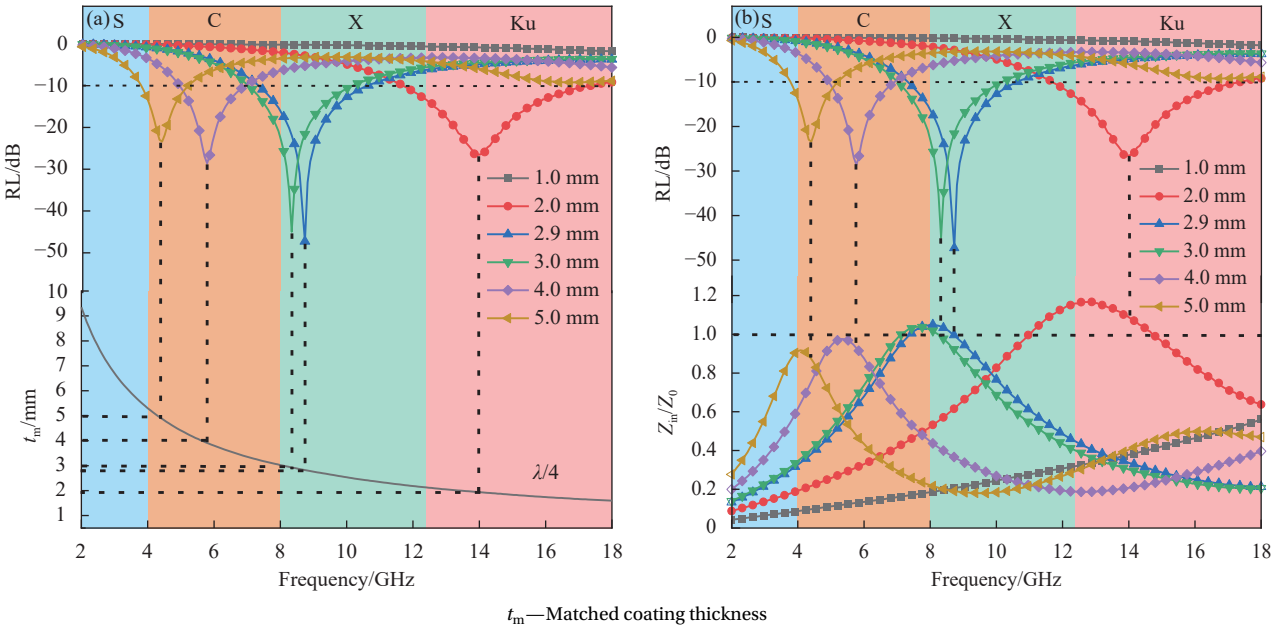 (a) S C X Ku
0
−10
−20
−30
−40
−50
RL/dB
1.0 mm
2.0 mm
2.9 mm
3.0 mm
4.0 mm
5.0 mm
10
9
8
7
6
5
4
3
2
1
tm/mm
λ/4
2 4 6 8 10 12 14 16 18
Frequency/GHz
(b) S C X Ku
0
−10
−20
−30
−40
−50
RL/dB
1.0 mm
2.0 mm
2.9 mm
3.0 mm
4.0 mm
5.0 mm
1.2
1.0
0.8
0.6
0.4
0.2
0
Zin/Z0
2 4 6 8 10 12 14 16 18
Frequency/GHz
tm—Matched coating thickness